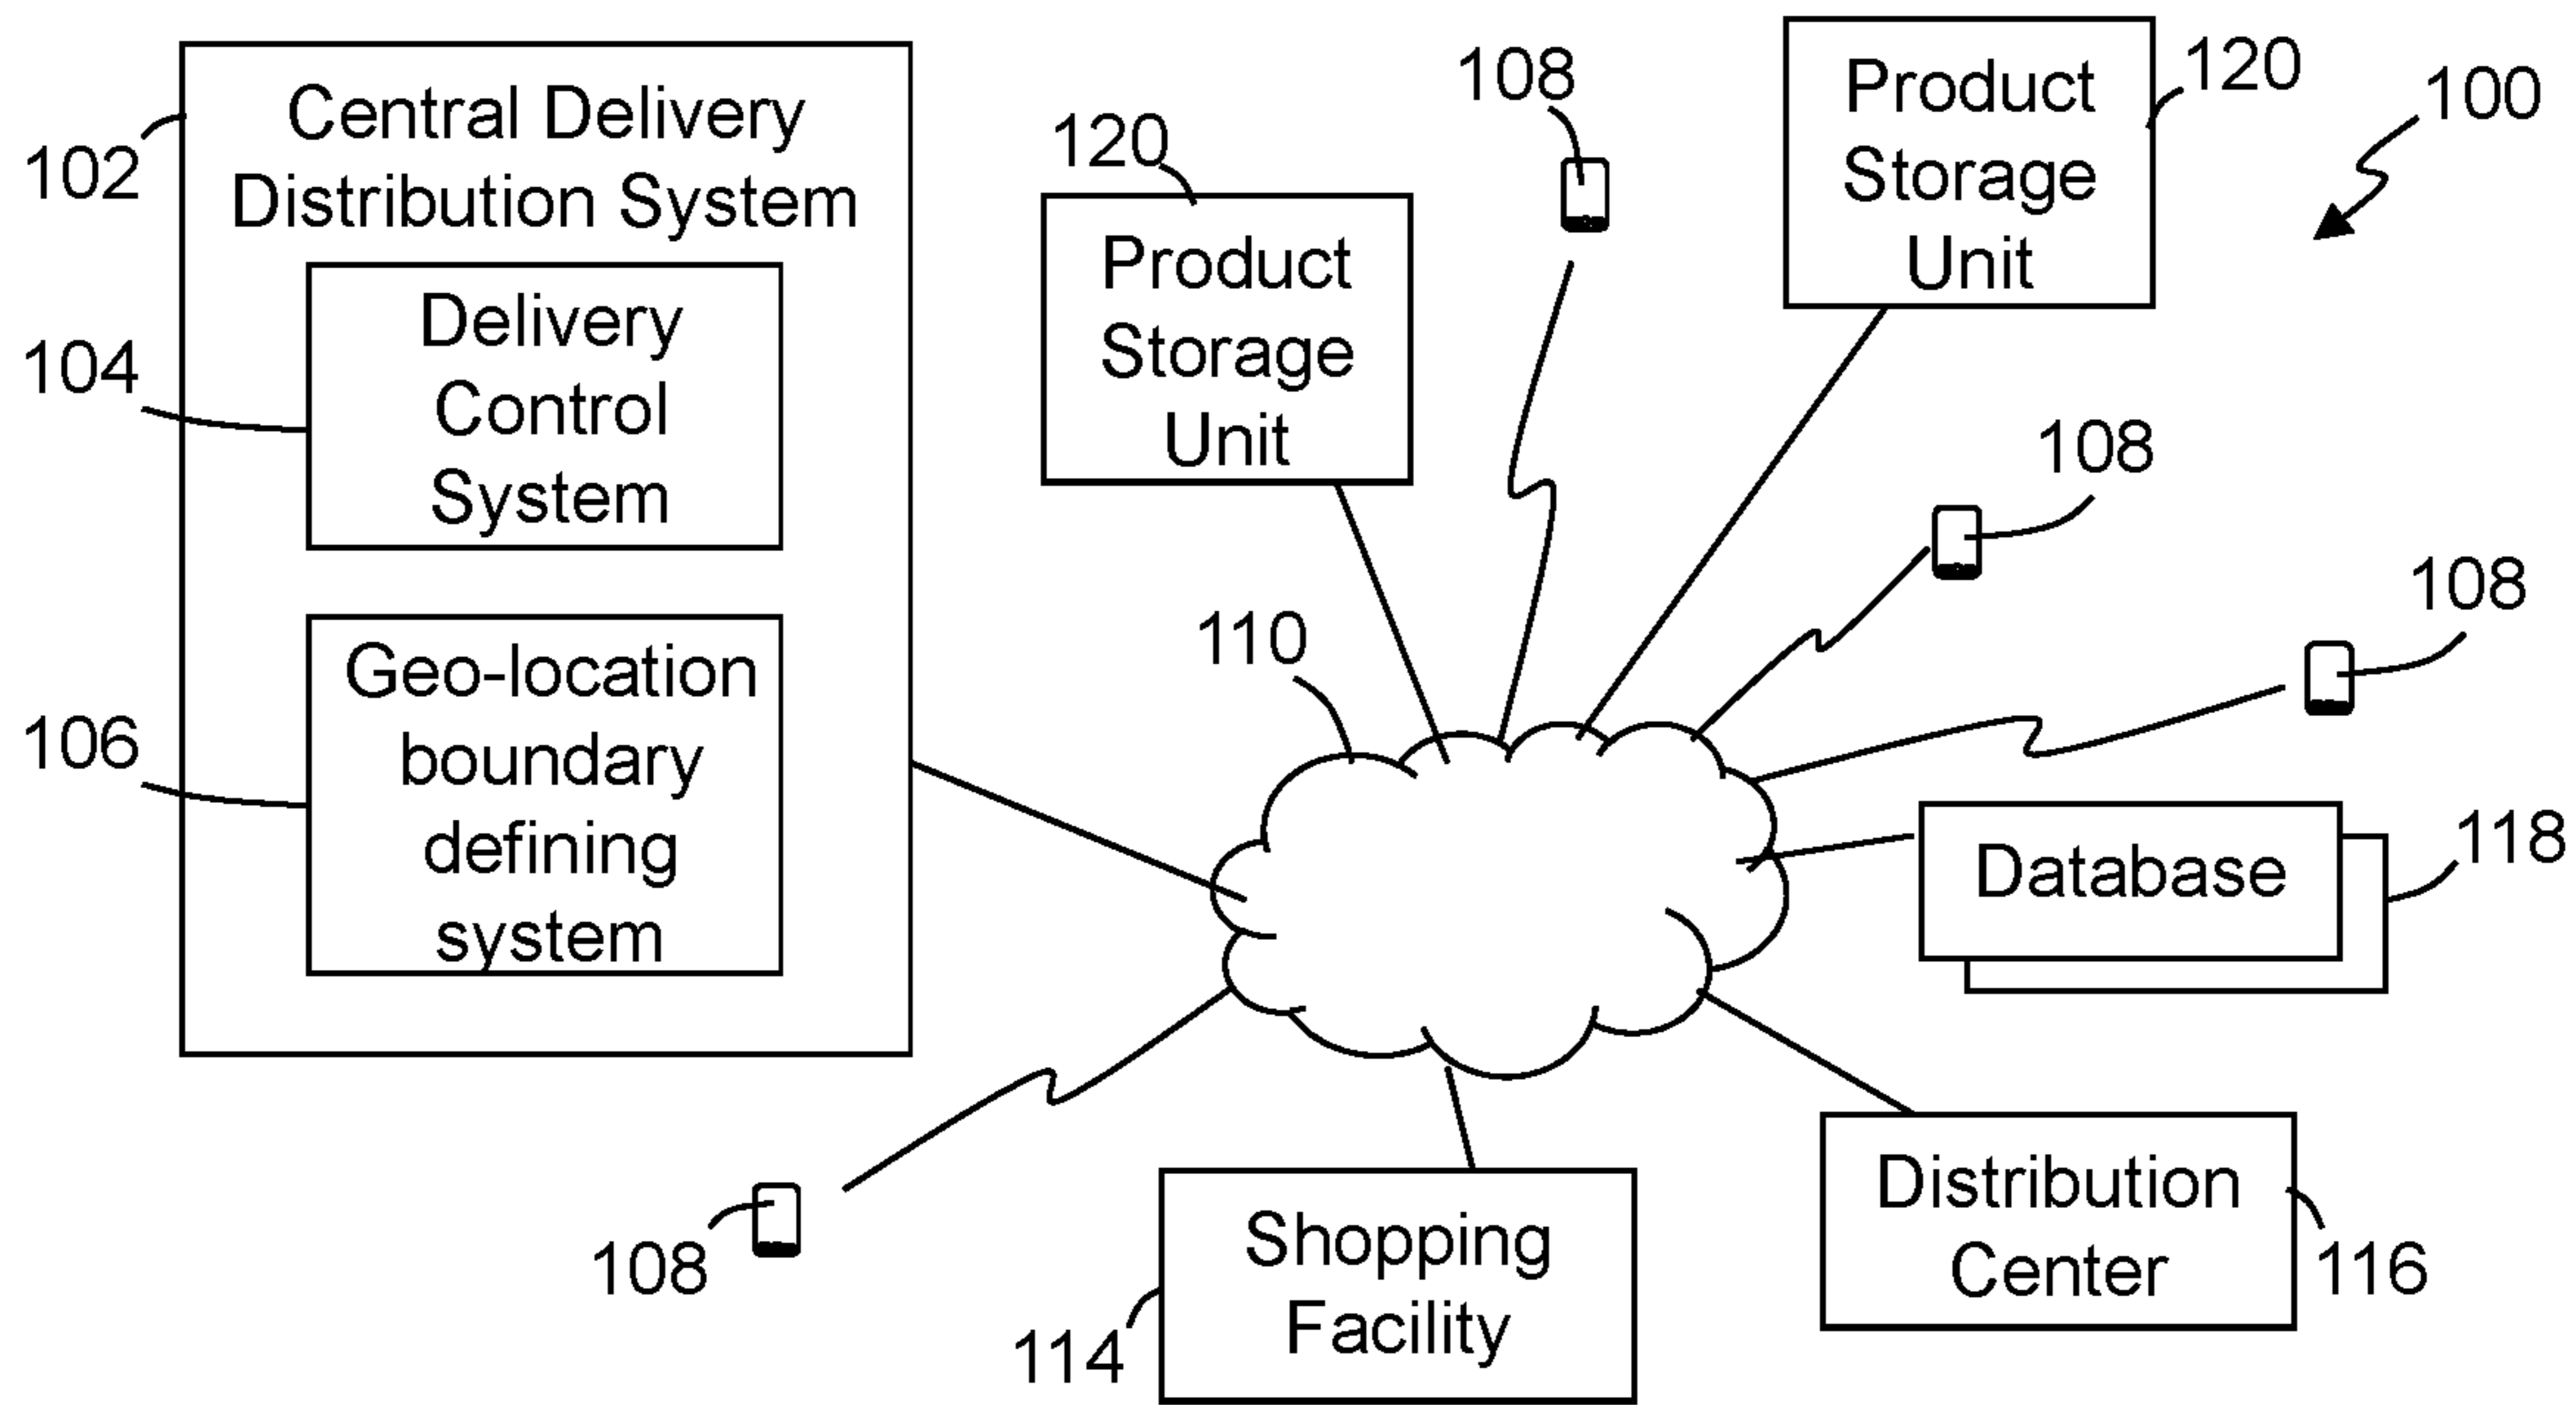 102
Central Delivery
Distribution System
104
Delivery
Control
System
106
Geo-location
boundary
defining
system
120
Product
Storage
Unit
108
Product
Storage
Unit
120
100
108
108
110
Database
118
108
Shopping
Facility
114
Distribution
Center
116